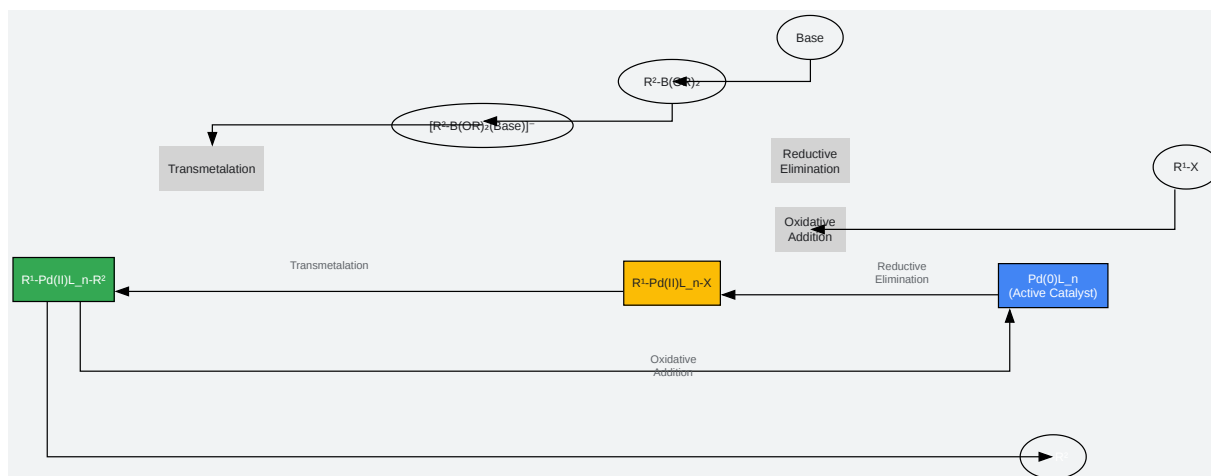 Base
R²-B(OR)₂
[R²-B(OR)₂(Base)]⁻
Transmetalation
Reductive
Elimination
R¹-X
Oxidative
Addition
R¹-Pd(II)L_n-R²
Transmetalation
R¹-Pd(II)L_n-X
Reductive
Elimination
Pd(0)L_n
(Active Catalyst)
Oxidative
Addition